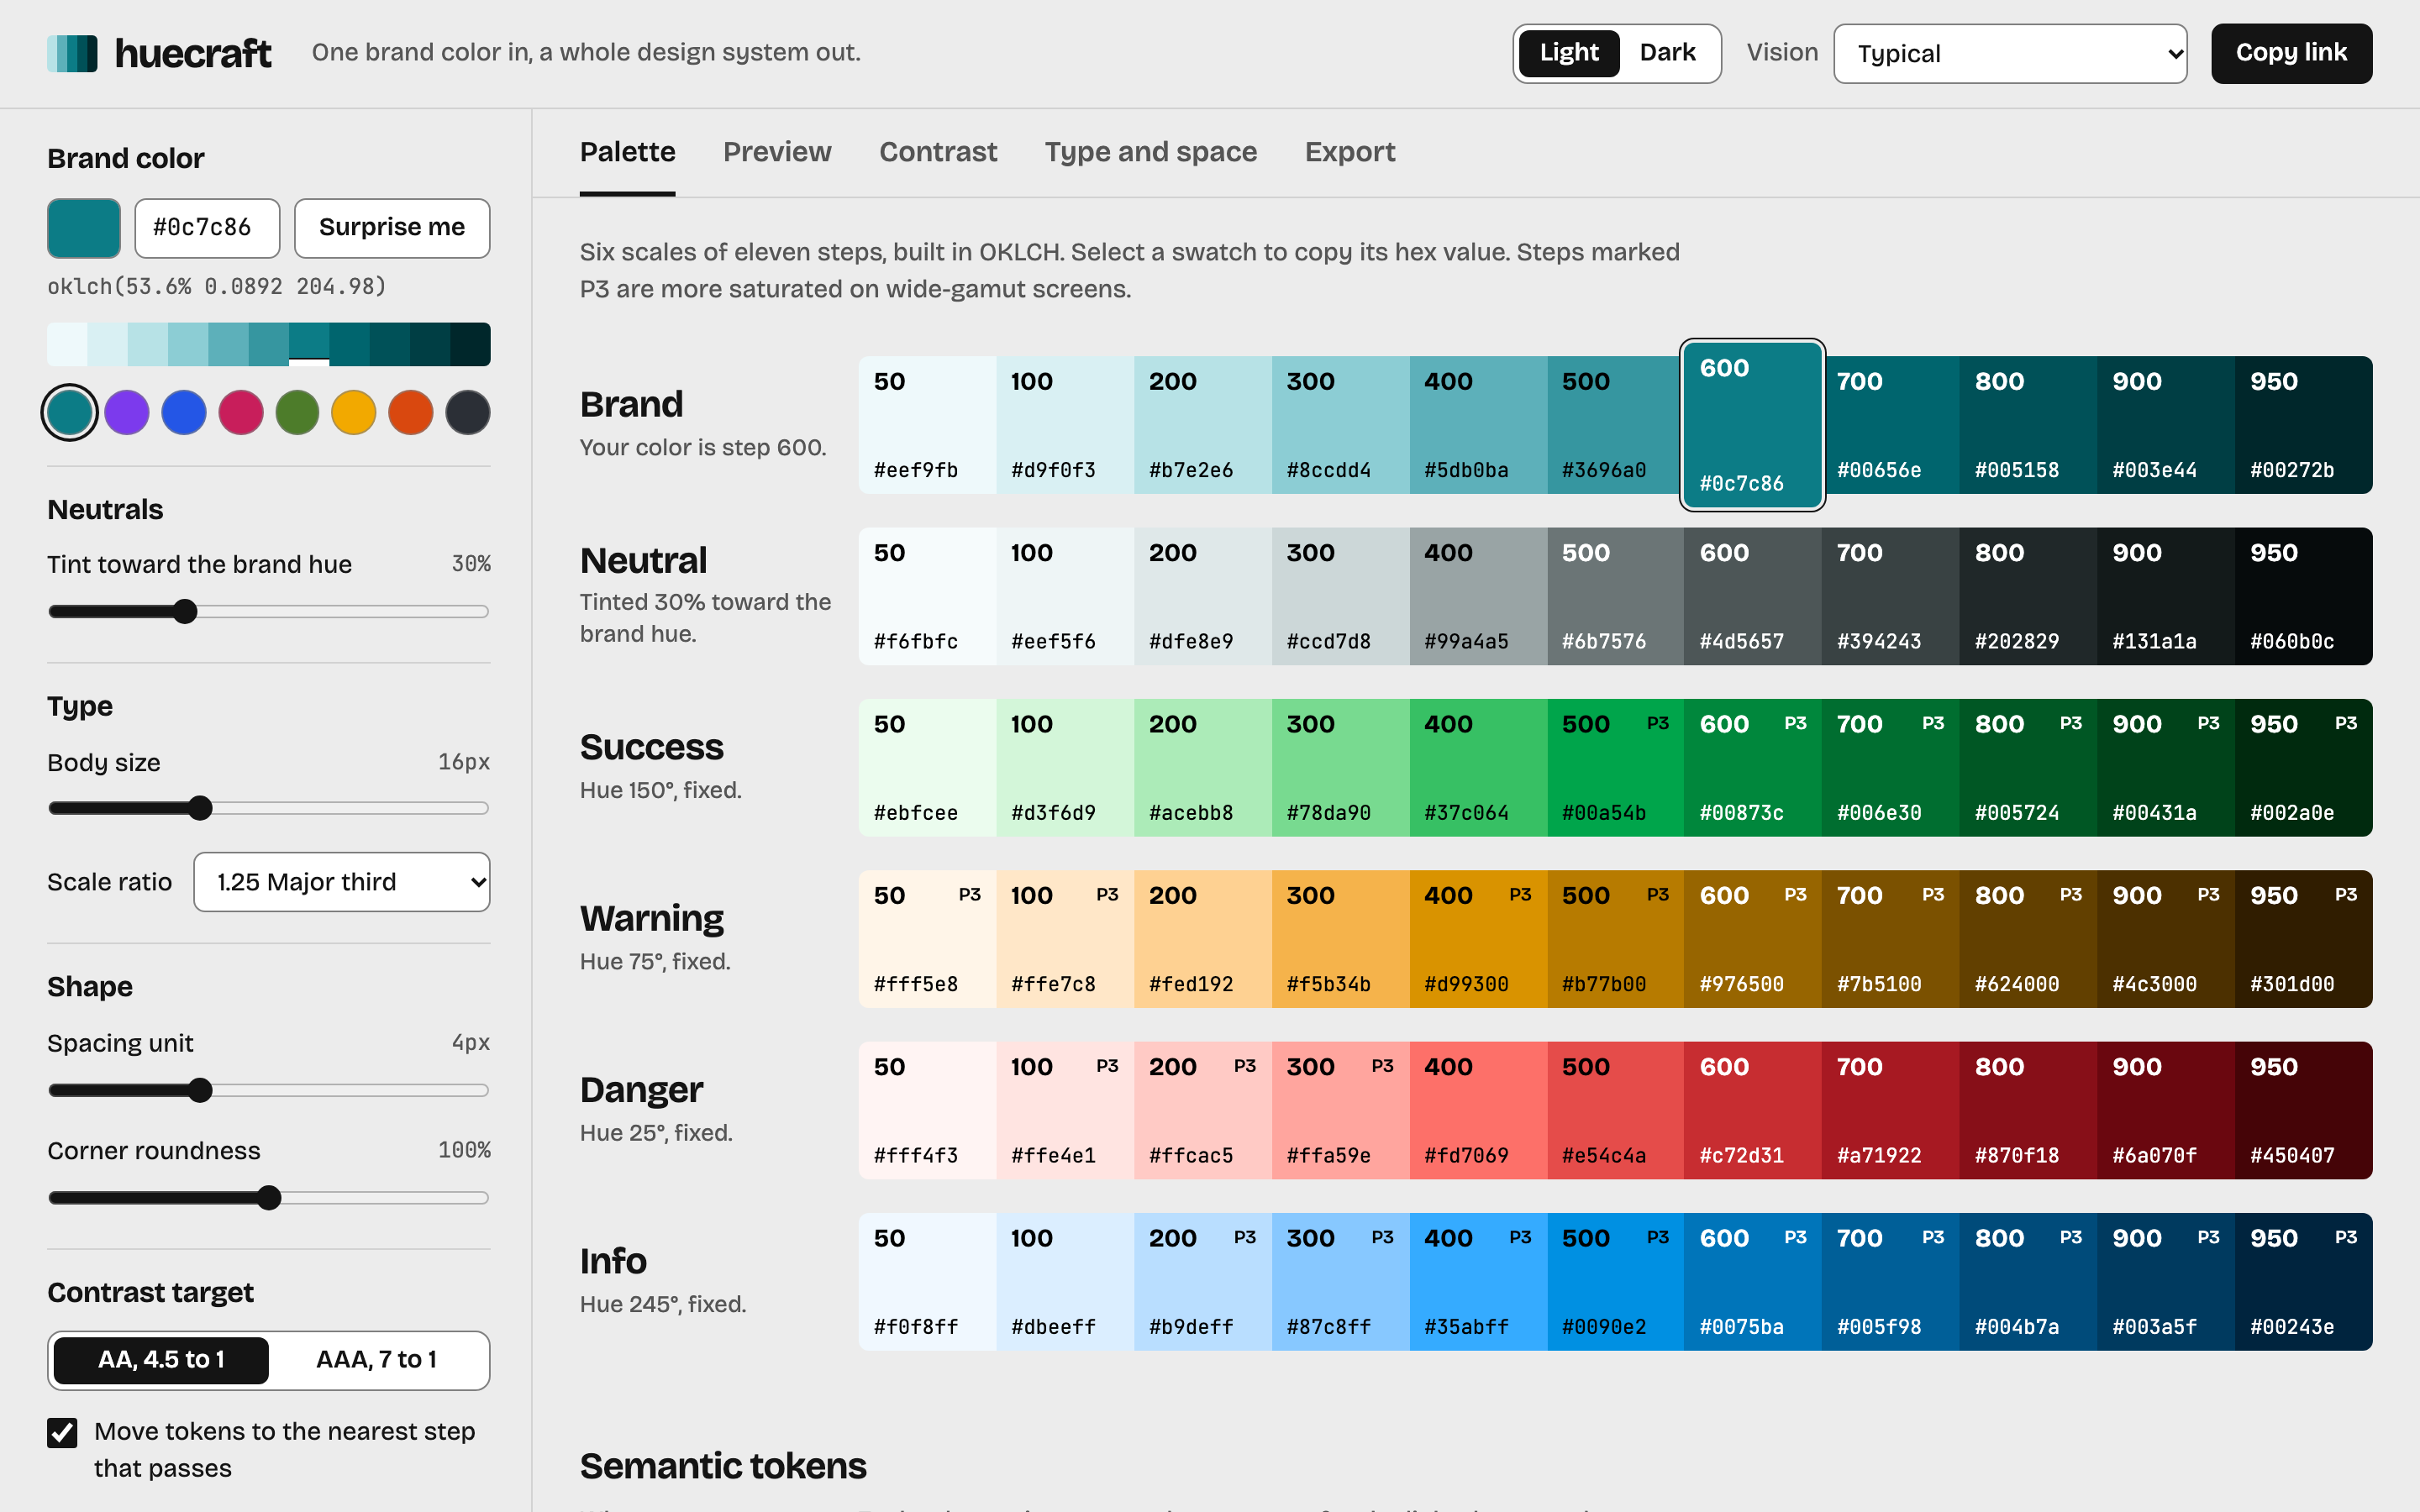 huecraft
One brand color in, a whole design system out.
Light Dark
Vision
Typical
Copy link
Brand color
#0c7c86
Surprise me
oklch(53.6% 0.0892 204.98)
Neutrals
Tint toward the brand hue 30%
Type
Body size 16px
Scale ratio 1.25 Major third
Shape
Spacing unit 4px
Corner roundness 100%
Contrast target
AA, 4.5 to 1 AAA, 7 to 1
Move tokens to the nearest step
that passes
Palette Preview Contrast Type and space Export
Six scales of eleven steps, built in OKLCH. Select a swatch to copy its hex value. Steps marked
P3 are more saturated on wide-gamut screens.
Brand
Your color is step 600.
50 100 200 300 400 500 600 700 800 900 950
#eef9fb #d9f0f3 #b7e2e6 #8ccdd4 #5db0ba #3696a0 #0c7c86 #00656e #005158 #003e44 #00272b
Neutral
Tinted 30% toward the
brand hue.
50 100 200 300 400 500 600 700 800 900 950
#f6fbfc #eef5f6 #dfe8e9 #ccd7d8 #99a4a5 #6b7576 #4d5657 #394243 #202829 #131a1a #060b0c
Success
Hue 150°, fixed.
50 100 200 300 400 500 P3 600 P3 700 P3 800 P3 900 P3 950 P3
#ebfcee #d3f6d9 #acebb8 #78da90 #37c064 #00a54b #00873c #006e30 #005724 #00431a #002a0e
Warning
Hue 75°, fixed.
50 P3 100 P3 200 300 400 P3 500 P3 600 P3 700 P3 800 P3 900 P3 950 P3
#fff5e8 #ffe7c8 #fed192 #f5b34b #d99300 #b77b00 #976500 #7b5100 #624000 #4c3000 #301d00
Danger
Hue 25°, fixed.
50 100 P3 200 P3 300 P3 400 500 600 700 800 900 950
#fff4f3 #ffe4e1 #ffcac5 #ffa59e #fd7069 #e54c4a #c72d31 #a71922 #870f18 #6a070f #450407
Info
Hue 245°, fixed.
50 100 200 P3 300 P3 400 P3 500 P3 600 P3 700 P3 800 P3 900 P3 950 P3
#f0f8ff #dbeeff #b9deff #87c8ff #35abff #0090e2 #0075ba #005f98 #004b7a #003a5f #00243e
Semantic tokens